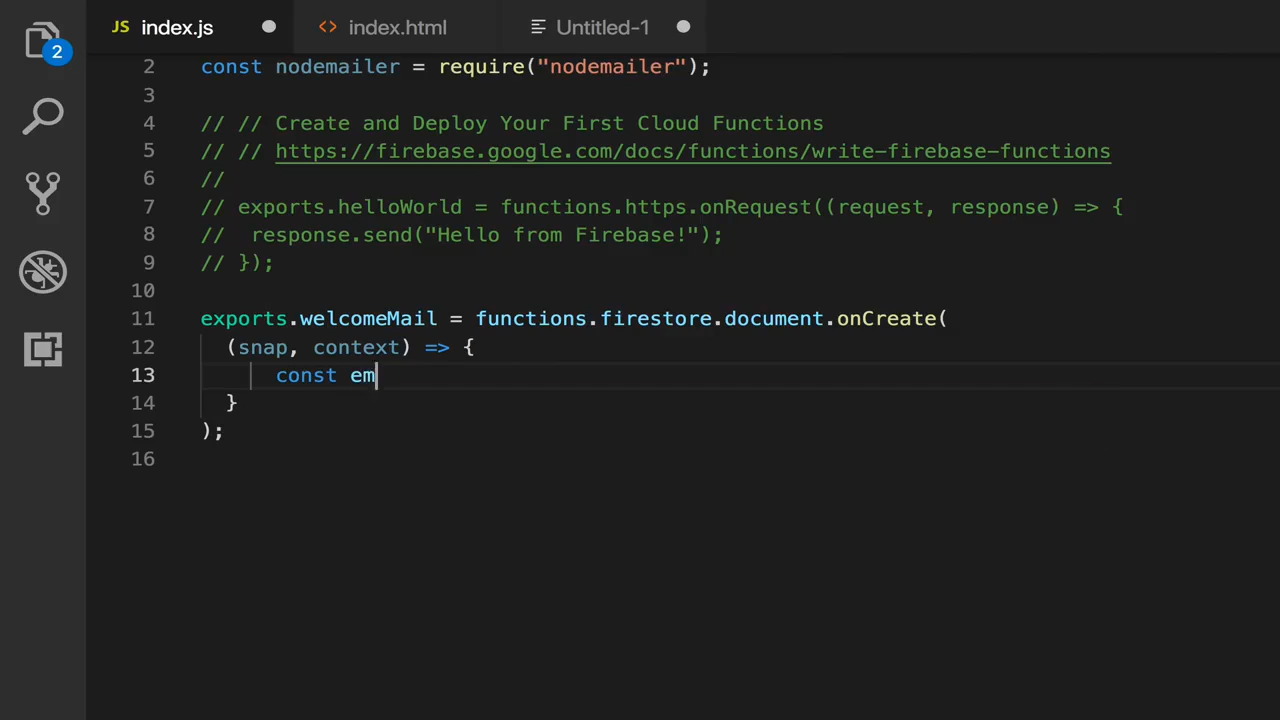 JS index.js
<> index.html
Untitled-1
2
2 const nodemailer = require("nodemailer");
3
4 // // Create and Deploy Your First Cloud Functions
5 // // https://firebase.google.com/docs/functions/write-firebase-functions
6 //
7 // exports.helloWorld = functions.https.onRequest((request, response) => {
8 //  response.send("Hello from Firebase!");
9 // });
10
11 exports.welcomeMail = functions.firestore.document.onCreate(
12 (snap, context) => {
13 const em
14 }
15 );
16